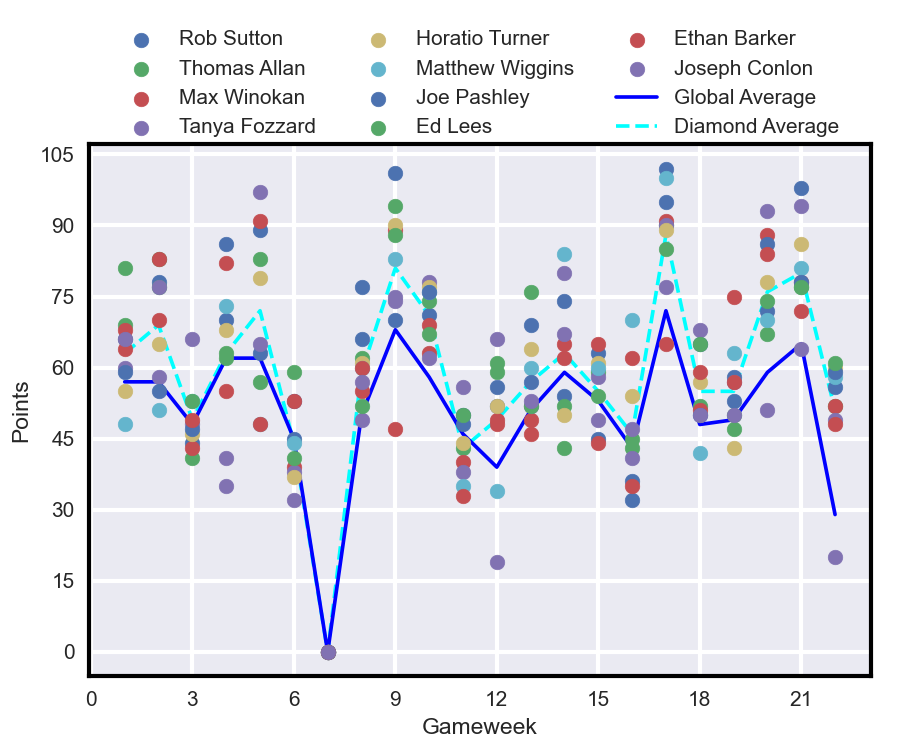 Rob Sutton Horatio Turner Ethan Barker
Thomas Allan Matthew Wiggins Joseph Conlon
Max Winokan Joe Pashley Global Average
Tanya Fozzard Ed Lees Diamond Average
105
90
75
60
45
30
15
0
Points
0 3 6 9 12 15 18 21
Gameweek